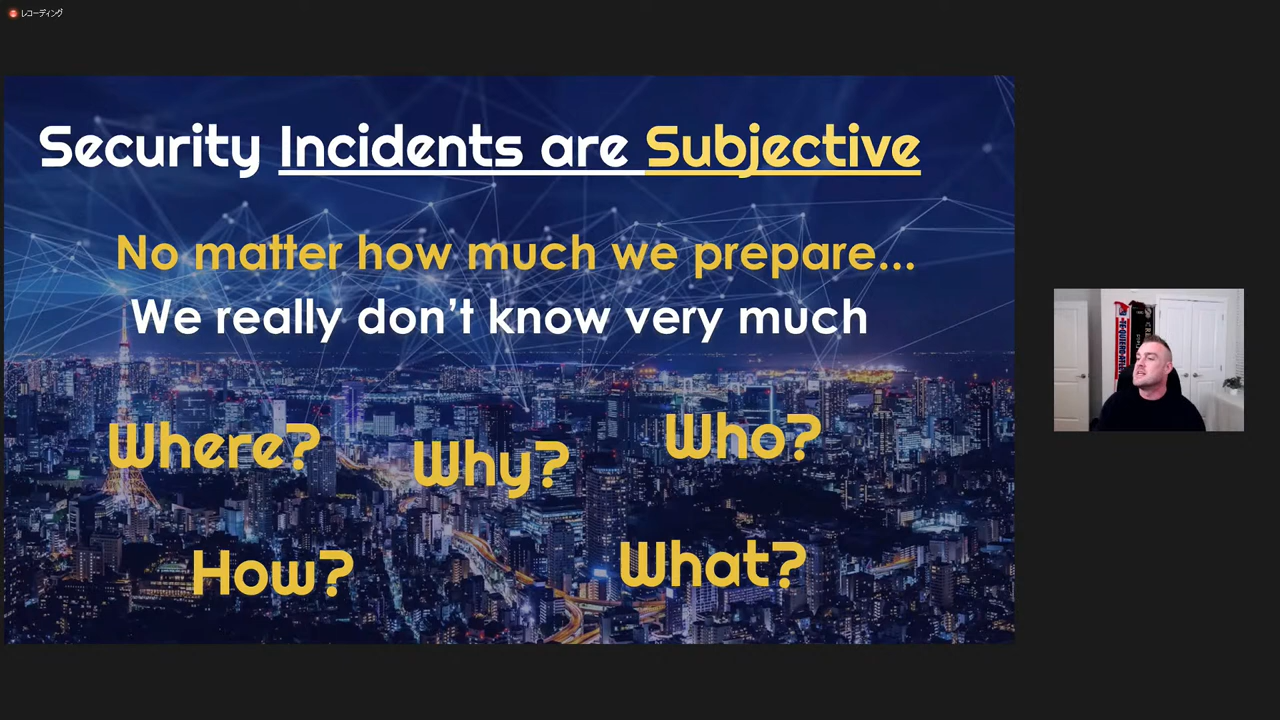 レコーディング
Security Incidents are Subjective
No matter how much we prepare...
We really don't know very much
Where?
Why?
Who?
How?
What?